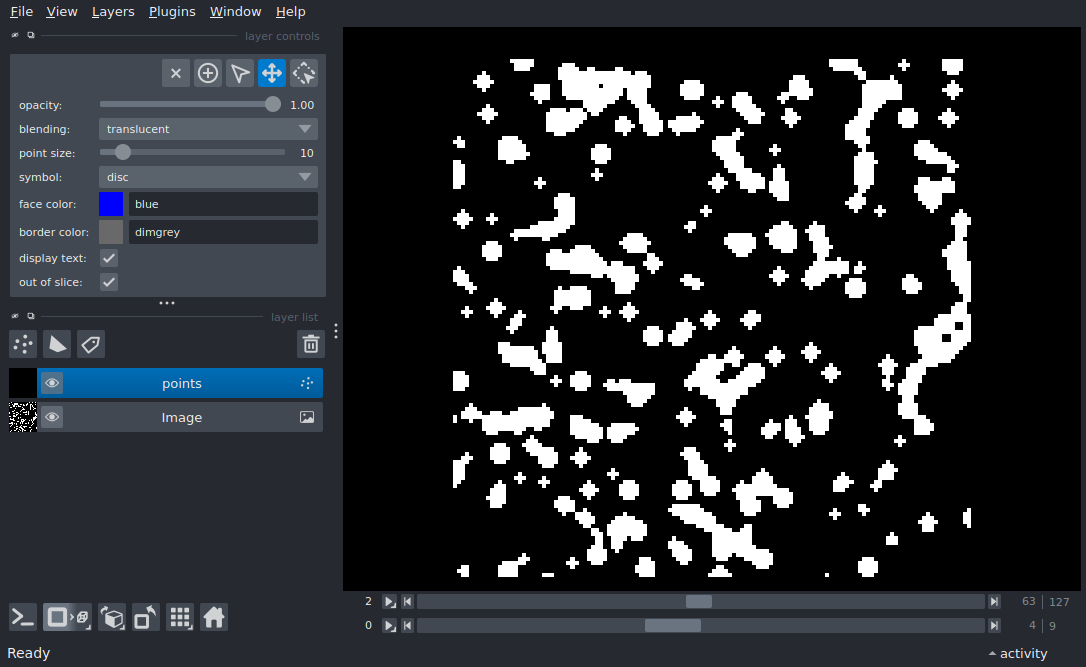 File View Layers Plugins Window Help
layer controls
opacity: 1.00
blending: translucent
point size: 10
symbol: disc
face color: blue
border color: dimgrey
display text:
out of slice:
layer list
points
Image
2 63 | 127
0 4 | 9
Ready activity